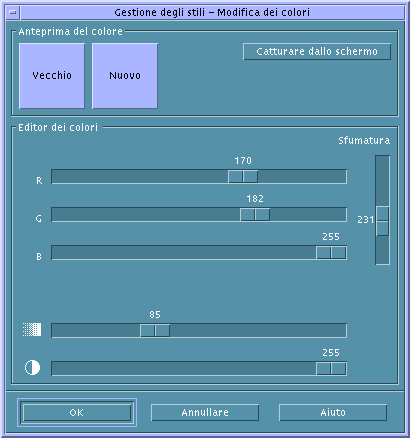 Gestione degli stili – Modifica dei colori
Anteprima del colore
Vecchio
Nuovo
Catturare dallo schermo
Editor dei colori
Sfumatura
170
R
182
G
231
255
B
85
255
OK
Annullare
Aiuto